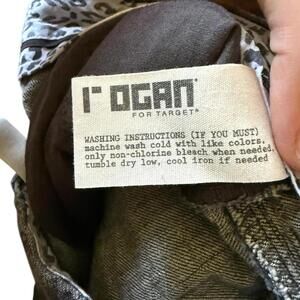 rOGAN
FOR TARGET®
WASHING INSTRUCTIONS (IF YOU MUST)
machine wash cold with like colors,
only non-chlorine bleach when needed,
tumble dry low, cool iron if needed